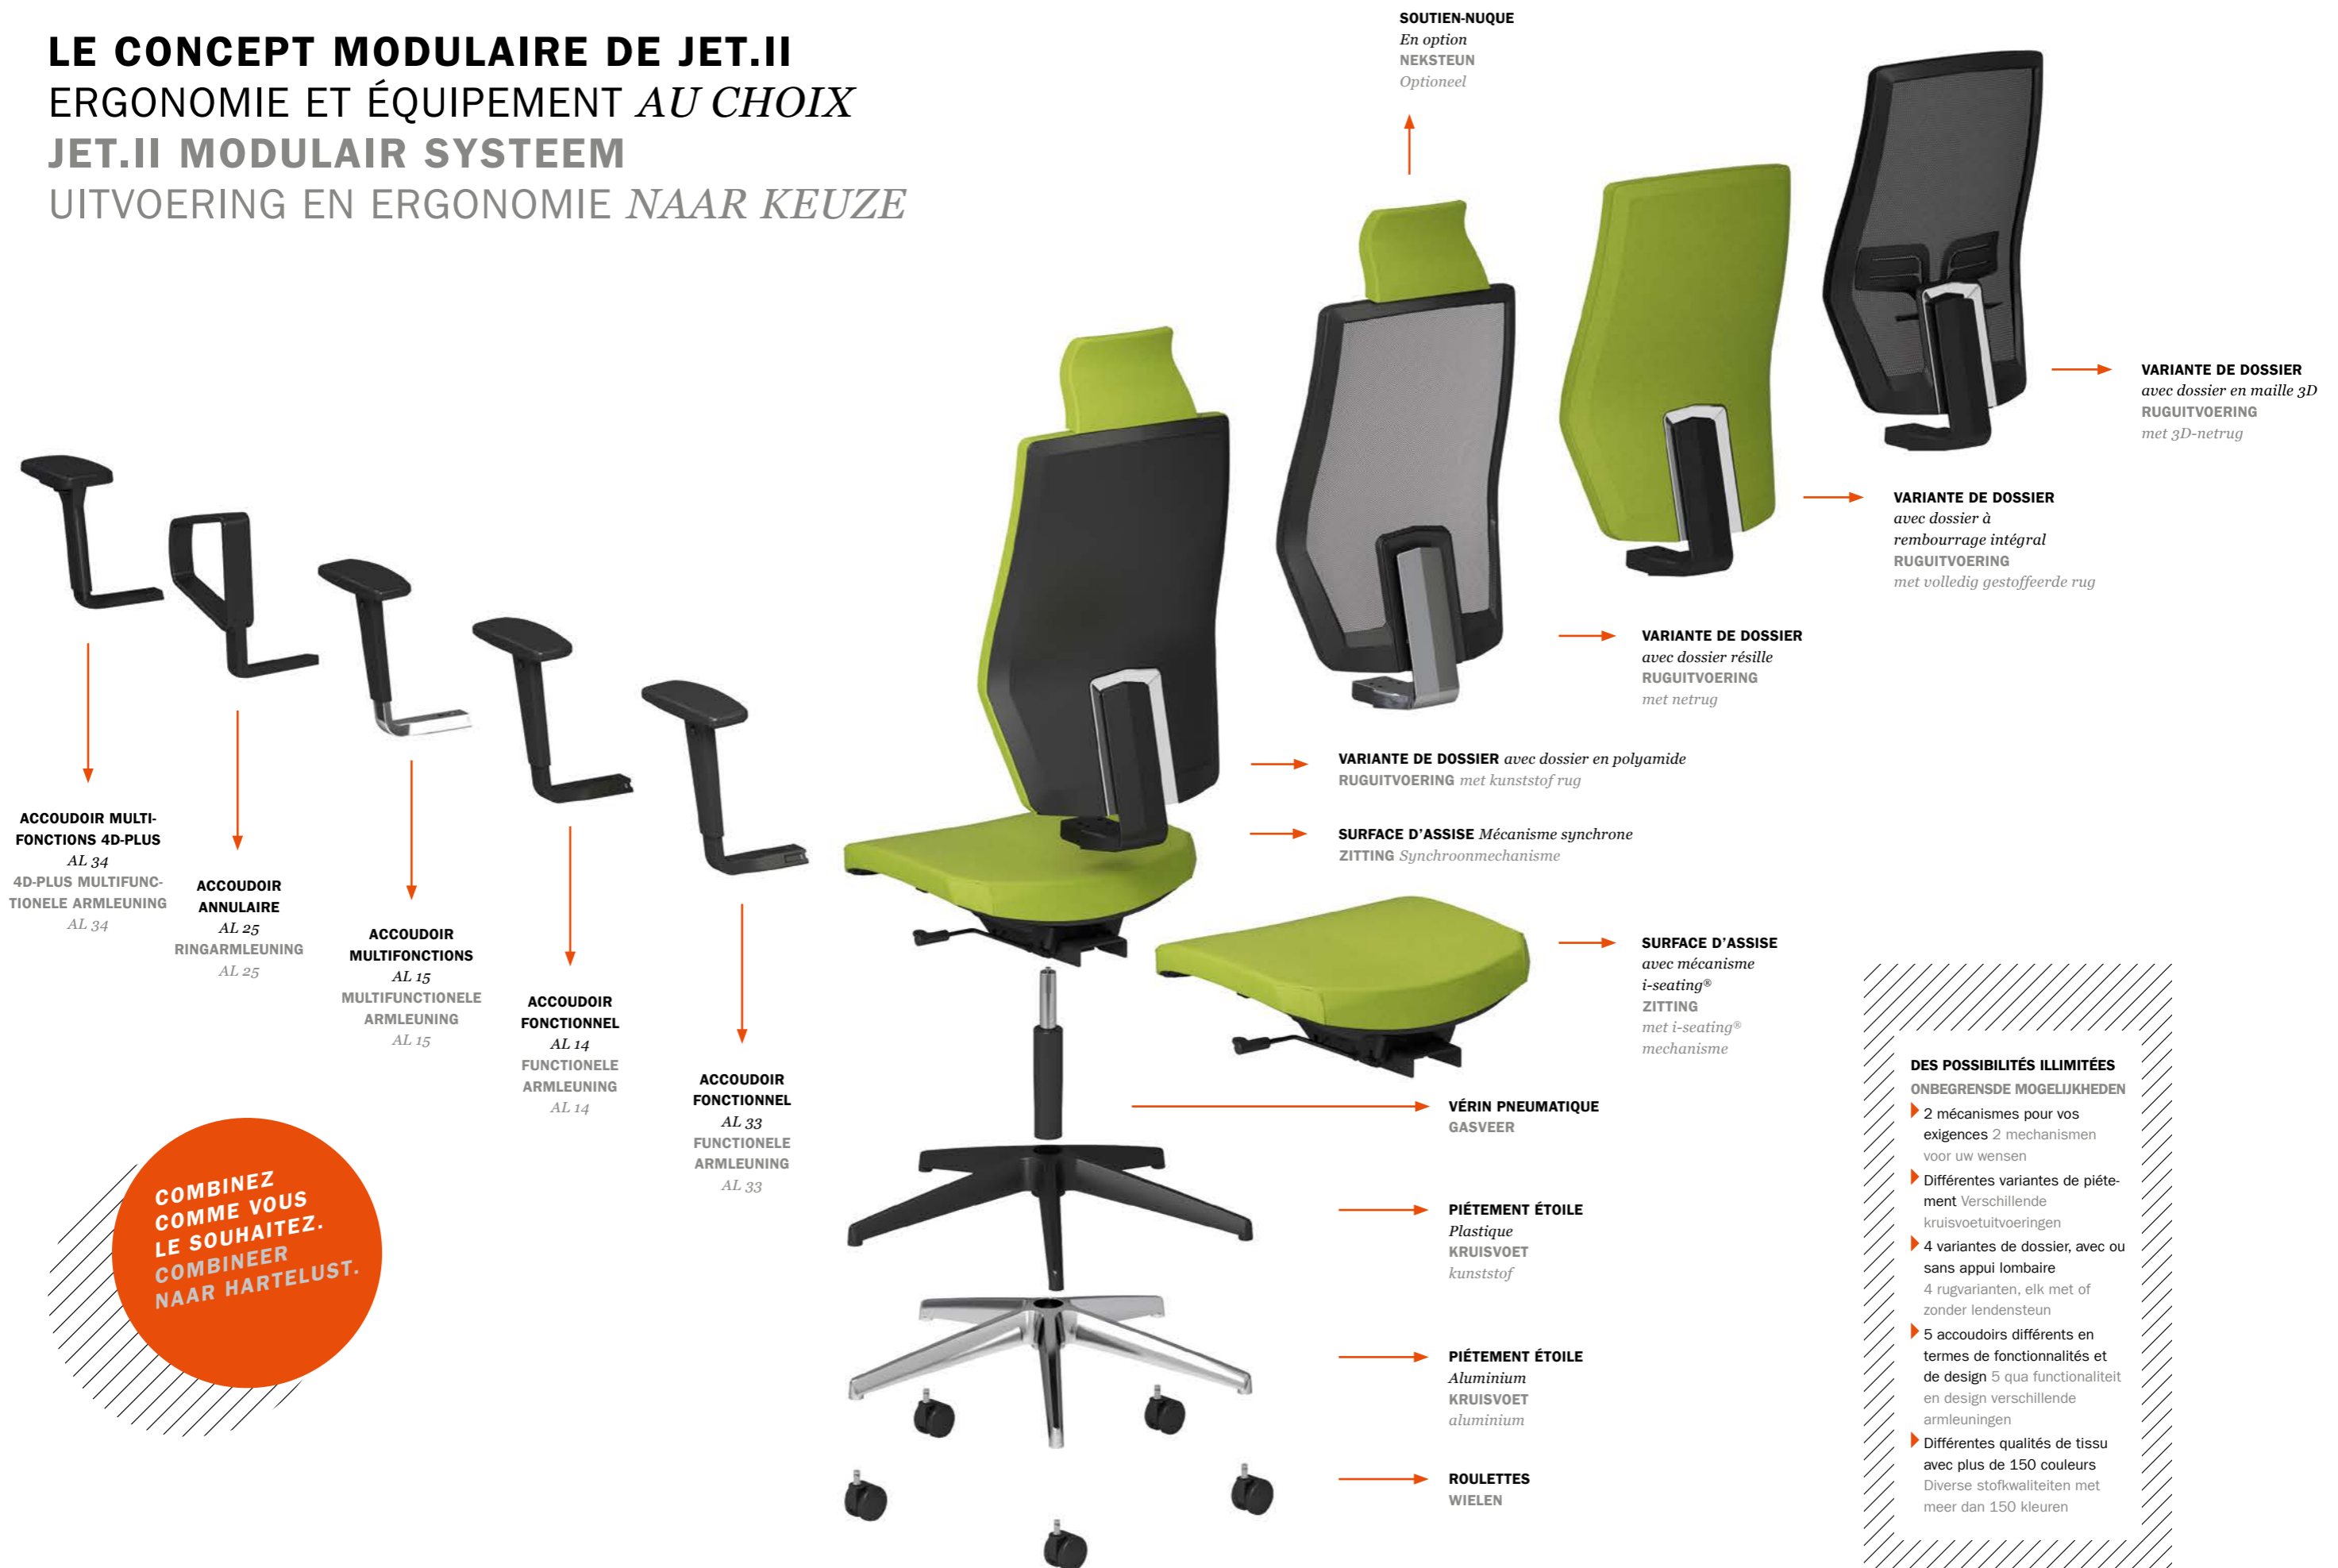 LE CONCEPT MODULAIRE DE JET.II
ERGONOMIE ET ÉQUIPEMENT AU CHOIX
JET.II MODULAIR SYSTEEM
UITVOERING EN ERGONOMIE NAAR KEUZE
SOUTIEN-NUQUE
En option
NEKSTEUN
Optioneel
VARIANTE DE DOSSIER
avec dossier en maille 3D
RUGUITVOERING
met 3D-netrug
VARIANTE DE DOSSIER
avec dossier à
rembourrage intégral
RUGUITVOERING
met volledig gestoffeerde rug
VARIANTE DE DOSSIER
avec dossier résille
RUGUITVOERING
met netrug
VARIANTE DE DOSSIER avec dossier en polyamide
RUGUITVOERING met kunststof rug
SURFACE D'ASSISE Mécanisme synchrone
ZITTING Synchroonmechanisme
SURFACE D'ASSISE
avec mécanisme
i-seating®
ZITTING
met i-seating®
mechanisme
ACCOUDOIR MULTI-
FONCTIONS 4D-PLUS
AL 34
4D-PLUS MULTIFUNC-
TIONELE ARMLEUNING
AL 34
ACCOUDOIR
ANNULAIRE
AL 25
RINGARMLEUNING
AL 25
ACCOUDOIR
MULTIFONCTIONS
AL 15
MULTIFUNCTIONELE
ARMLEUNING
AL 15
ACCOUDOIR
FONCTIONNEL
AL 14
FUNCTIONELE
ARMLEUNING
AL 14
ACCOUDOIR
FONCTIONNEL
AL 33
FUNCTIONELE
ARMLEUNING
AL 33
VÉRIN PNEUMATIQUE
GASVEER
PIÉTEMENT ÉTOILE
Plastique
KRUISVOET
kunststof
PIÉTEMENT ÉTOILE
Aluminium
KRUISVOET
aluminium
ROULETTES
WIELEN
COMBINEZ
COMME VOUS
LE SOUHAITEZ.
COMBINEER
NAAR HARTELUST.
DES POSSIBILITÉS ILLIMITÉES
ONBEGRENSDE MOGELIJKHEDEN
2 mécanismes pour vos
exigences 2 mechanismen
voor uw wensen
Différentes variantes de piéte-
ment Verschillende
kruisvoetuitvoeringen
4 variantes de dossier, avec ou
sans appui lombaire
4 rugvarianten, elk met of
zonder lendensteun
5 accoudoirs différents en
termes de fonctionnalités et
de design 5 qua functionaliteit
en design verschillende
armleuningen
Différentes qualités de tissu
avec plus de 150 couleurs
Diverse stofkwaliteiten met
meer dan 150 kleuren